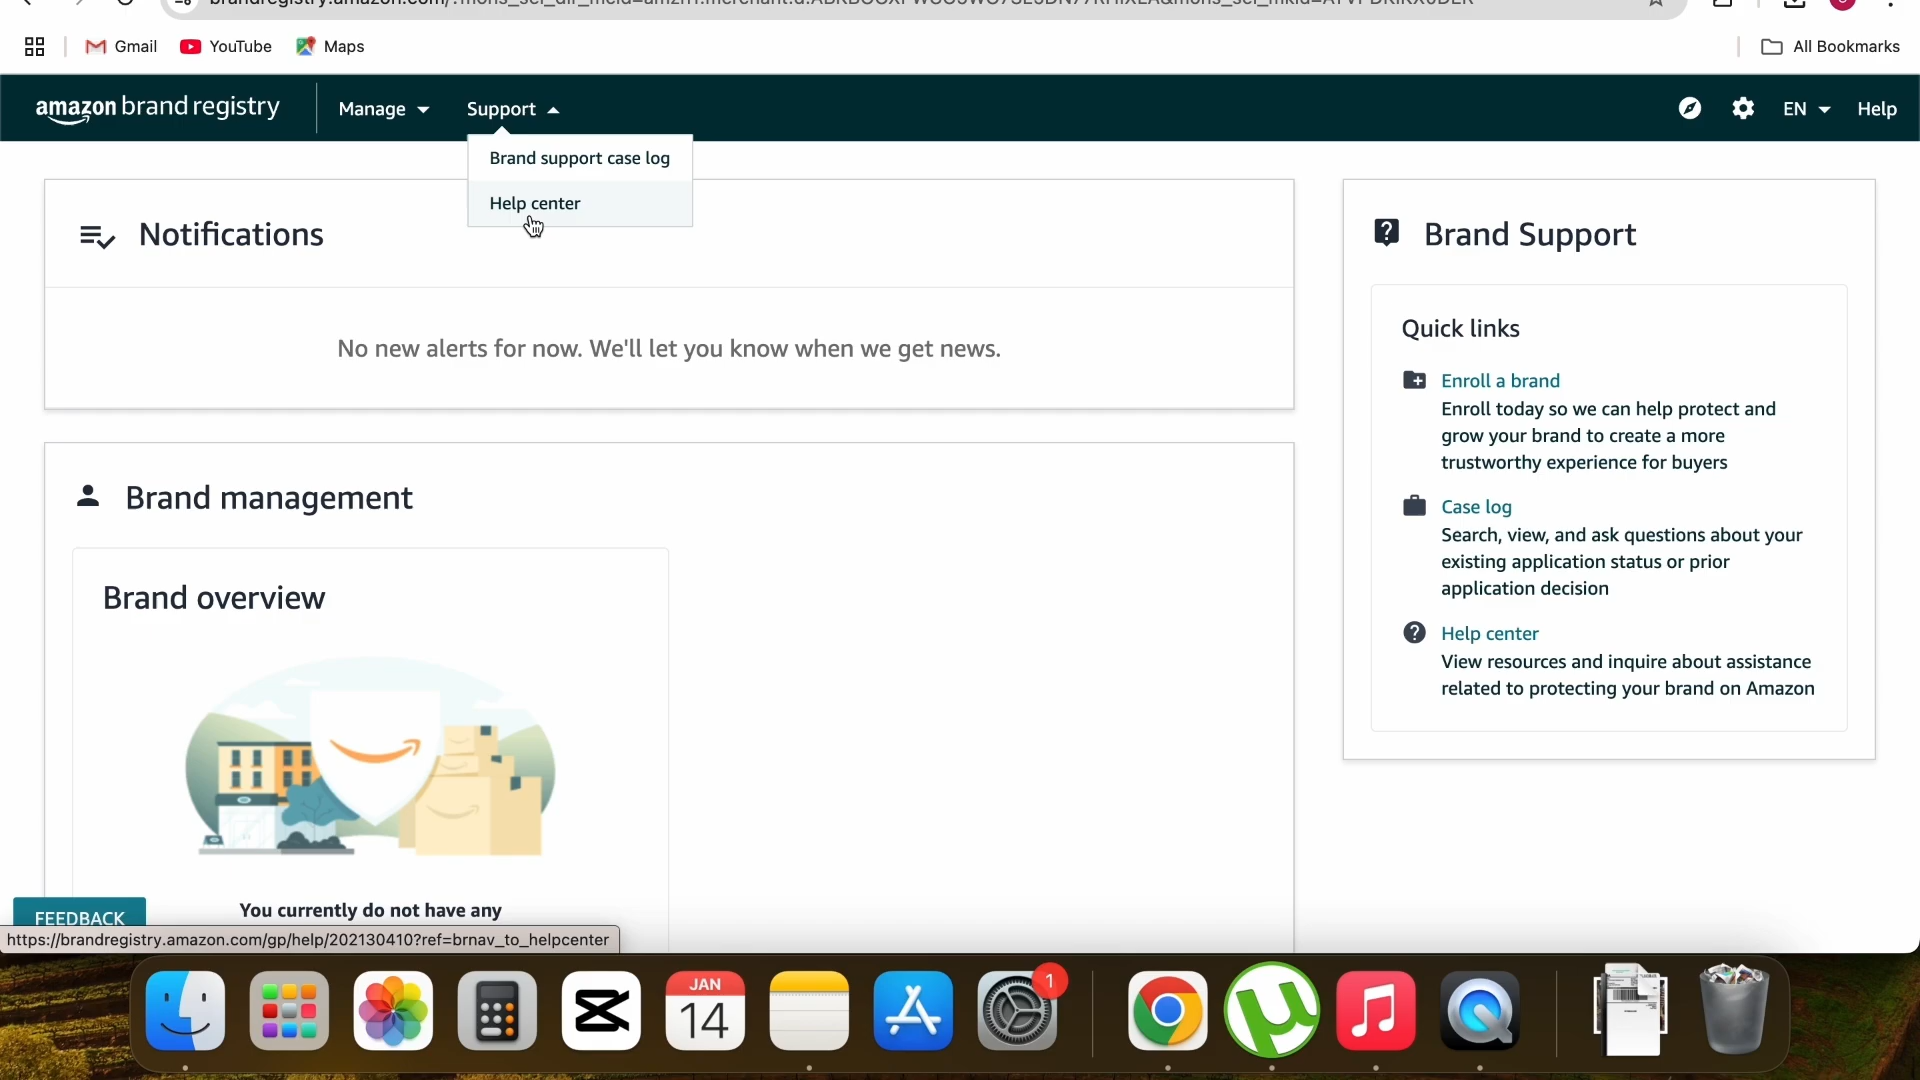 Gmail
YouTube
Maps
All Bookmarks
amazon brand registry
Manage
Support
EN
Help
Brand support case log
Help center
Notifications
No new alerts for now. We'll let you know when we get news.
Brand management
Brand overview
You currently do not have any
FEEDBACK
https://brandregistry.amazon.com/gp/help/202130410?ref=brnav_to_helpcenter
Brand Support
Quick links
Enroll a brand
Enroll today so we can help protect and
grow your brand to create a more
trustworthy experience for buyers
Case log
Search, view, and ask questions about your
existing application status or prior
application decision
Help center
View resources and inquire about assistance
related to protecting your brand on Amazon
JAN
14
1